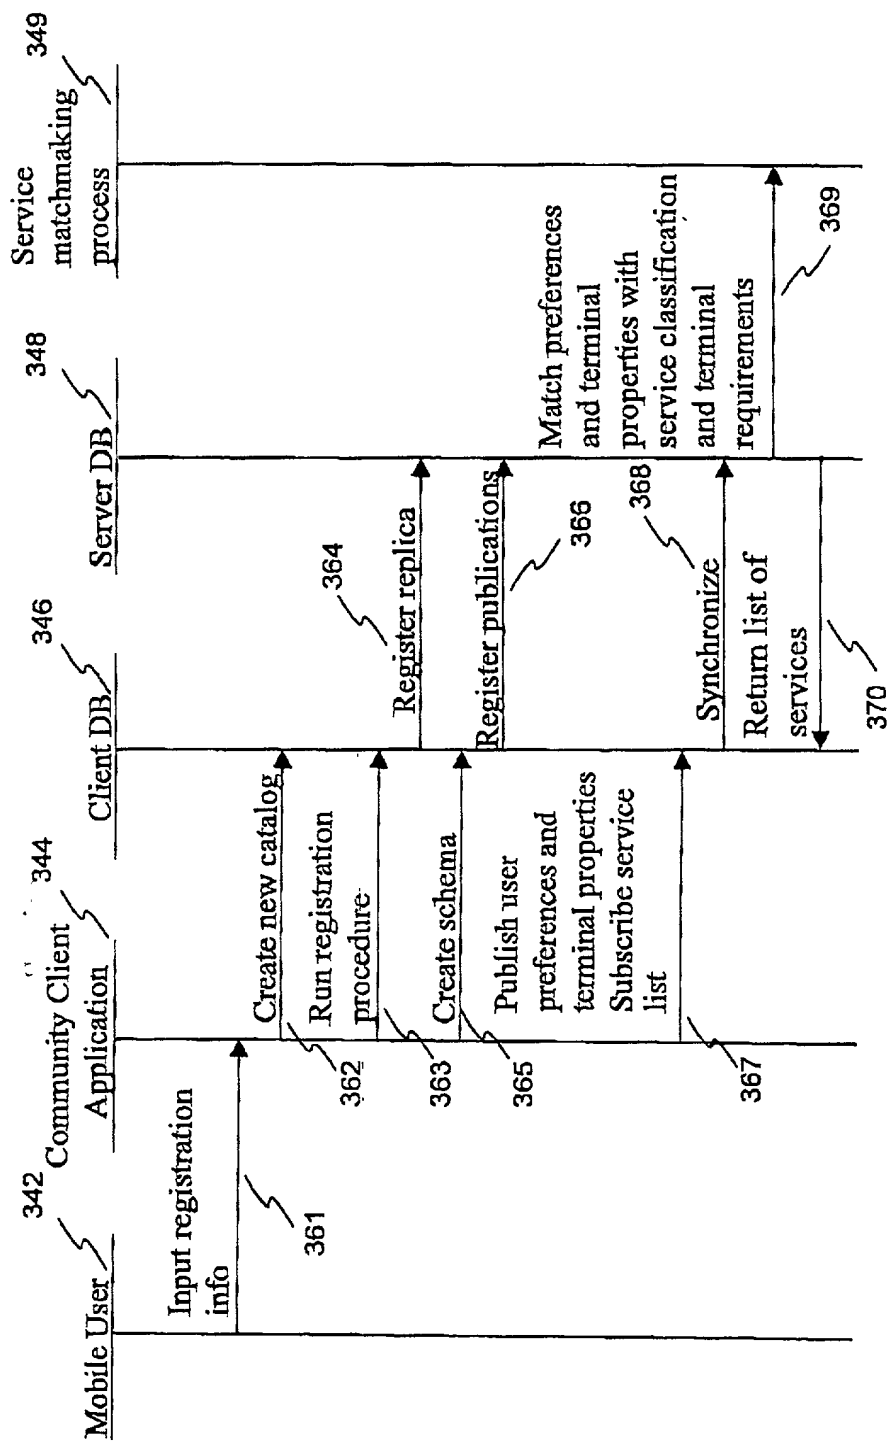 Mobile User
342
Community Client
Application
344
Client DB
346
Server DB
348
Service
matchmaking
process
349
Input registration
info
361
Create new catalog
362
Run registration
procedure
363
Register replica
364
Create schema
365
Register publications
366
Publish user
preferences and
terminal properties
Subscribe service
list
367
Synchronize
368
Match preferences
and terminal
properties with
service classification
and terminal
requirements
369
Return list of
services
370